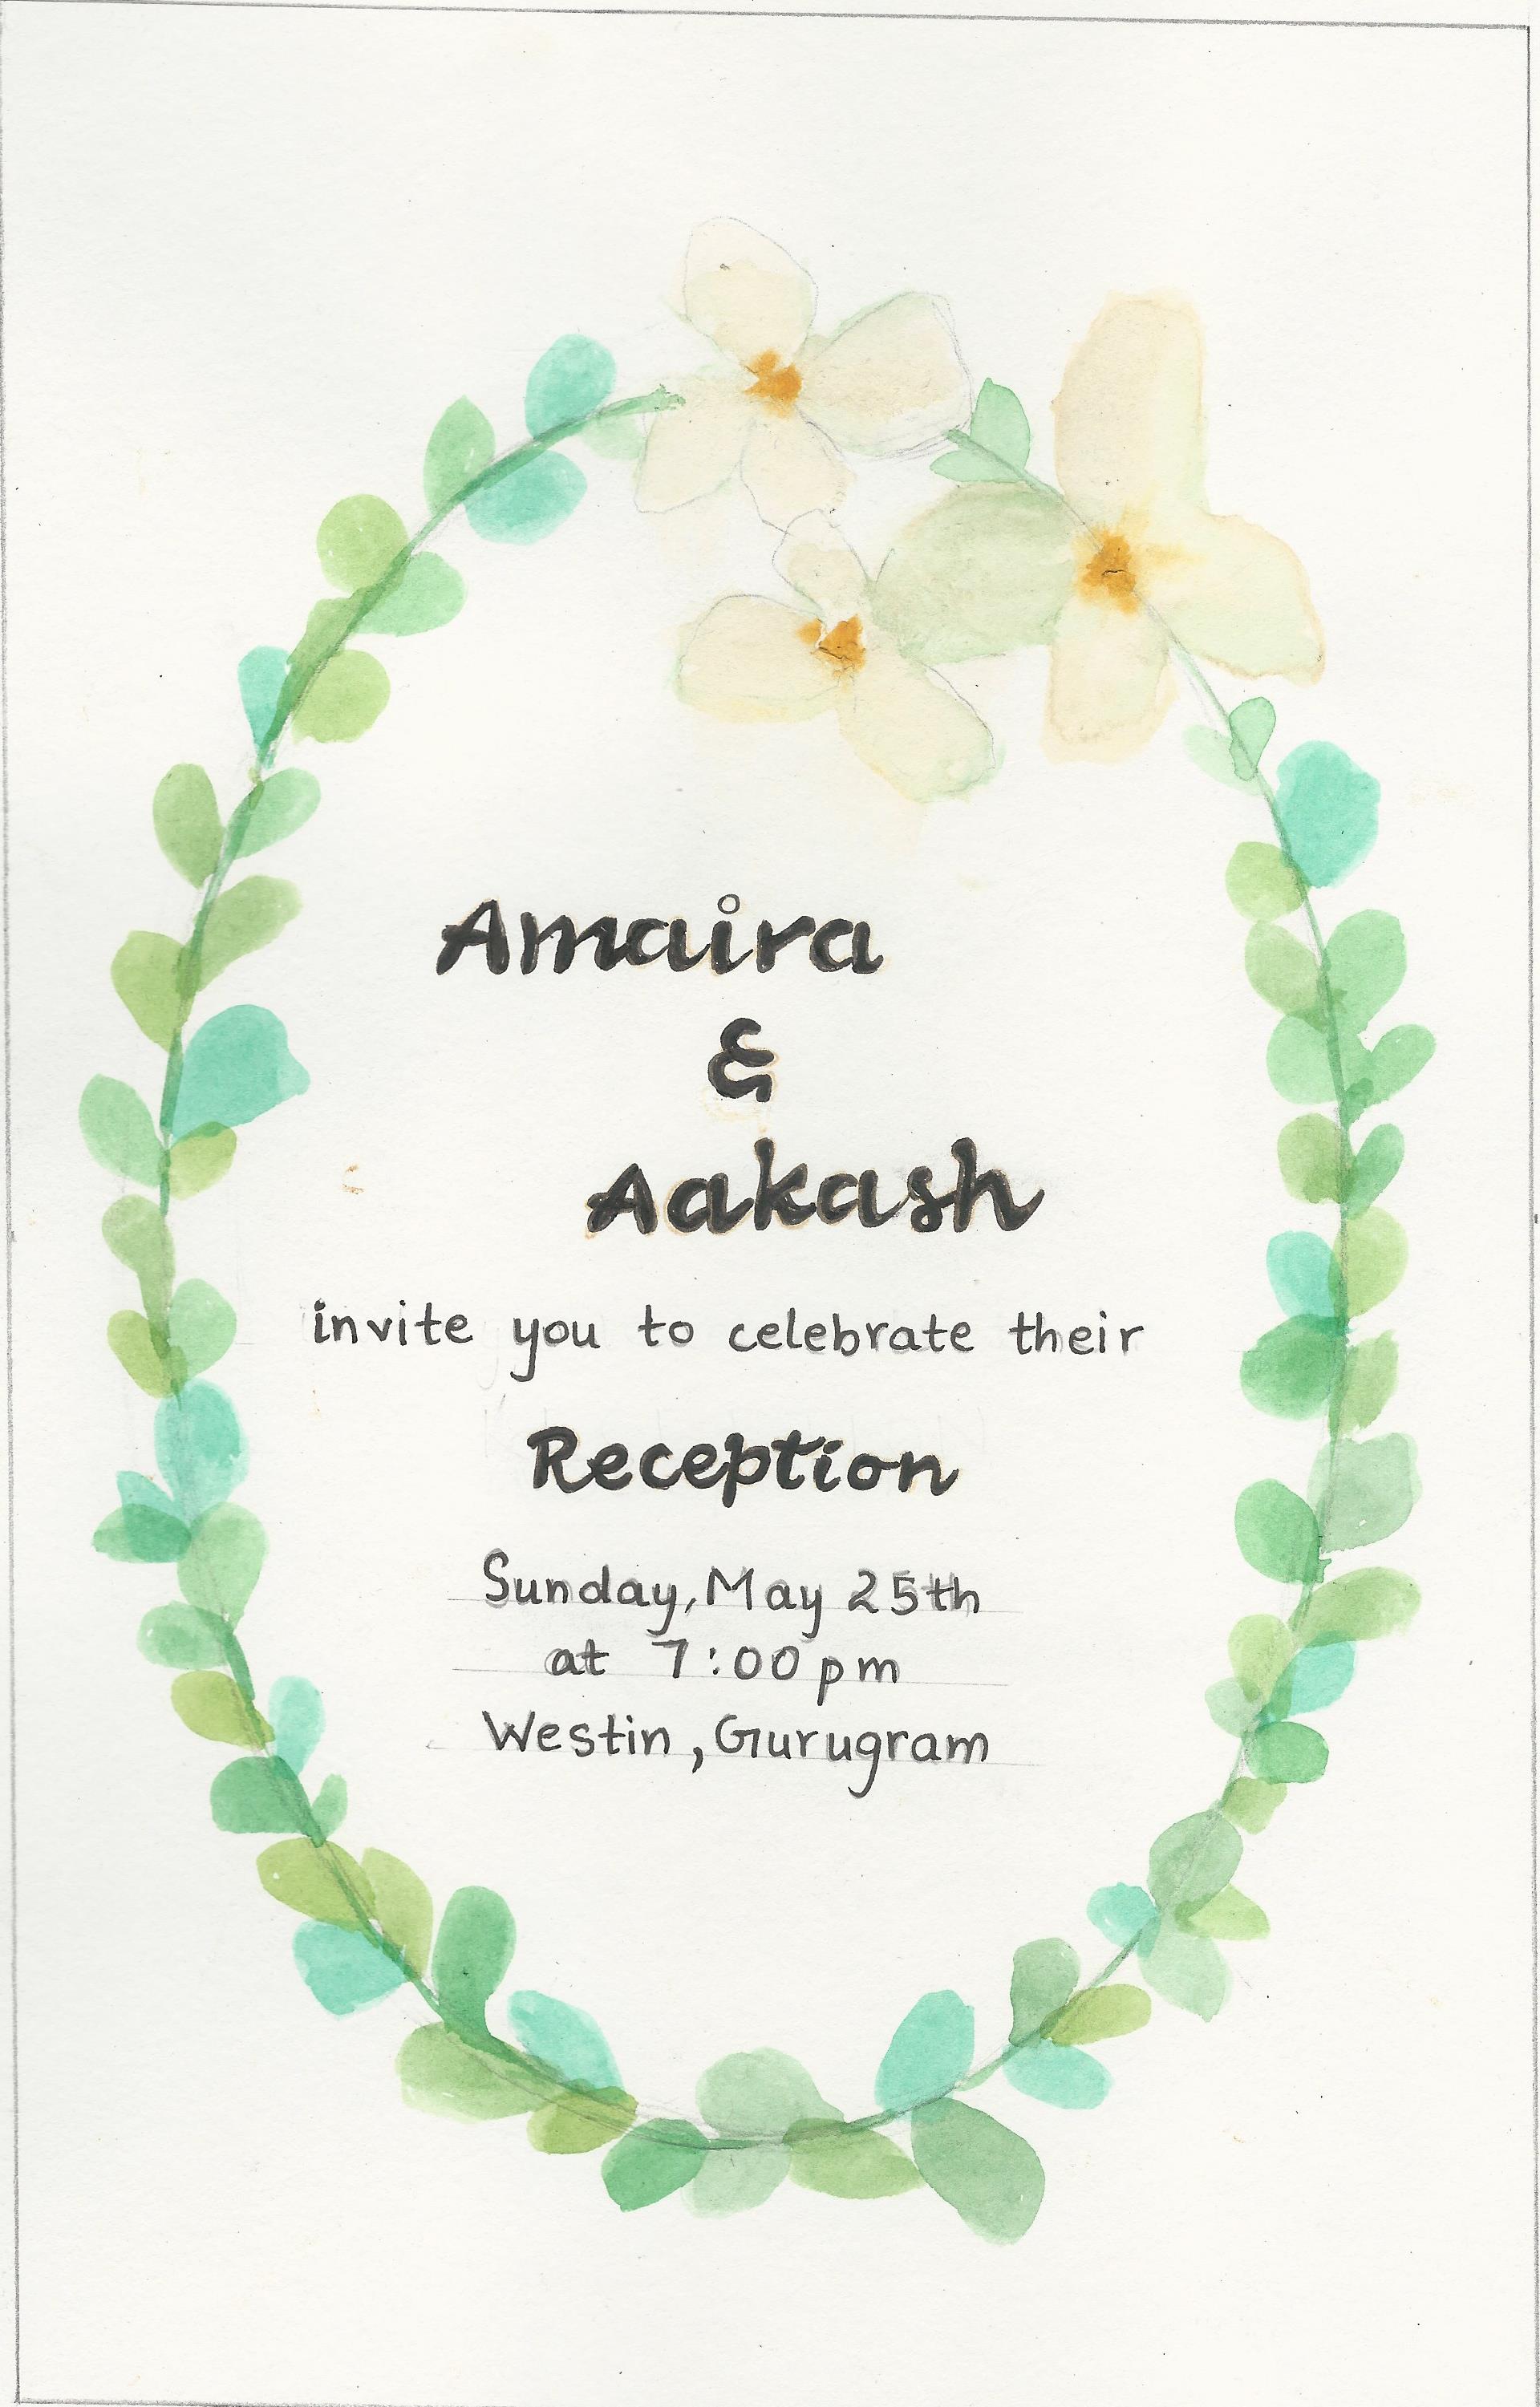 Amaira
&
Aakash
invite you to celebrate their
Reception
Sunday, May 25th
at 7:00 pm
Westin, Gurugram